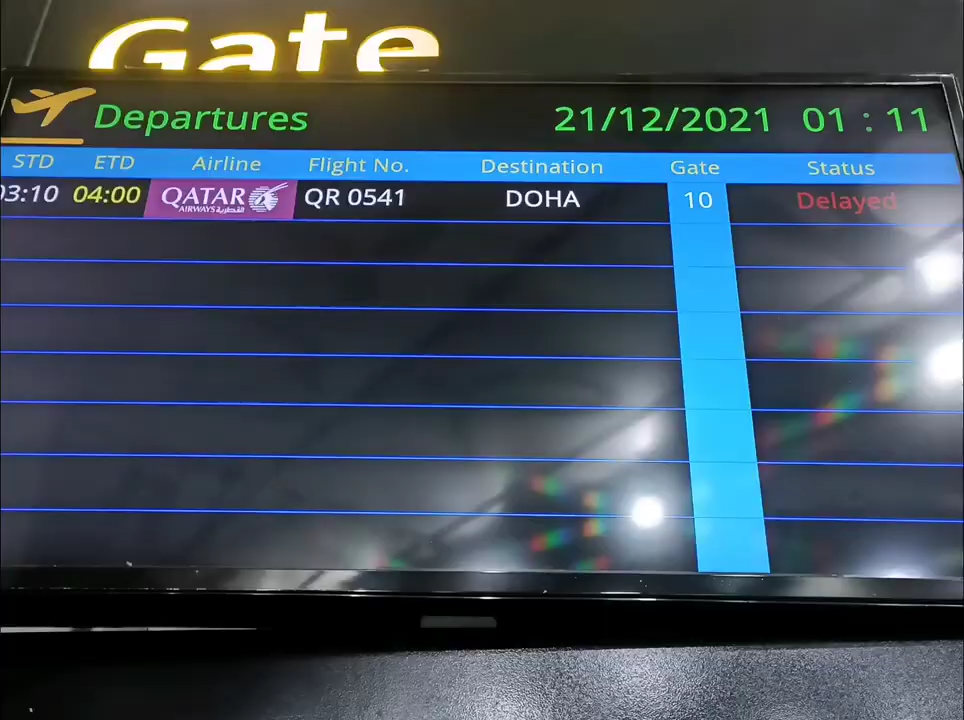 Gate
Departures 21/12/2021 01 : 11
STD ETD Airline Flight No. Destination Gate Status
03:10 04:00 QATAR QR 0541 DOHA 10 Delayed
AIRWAYS القطرية